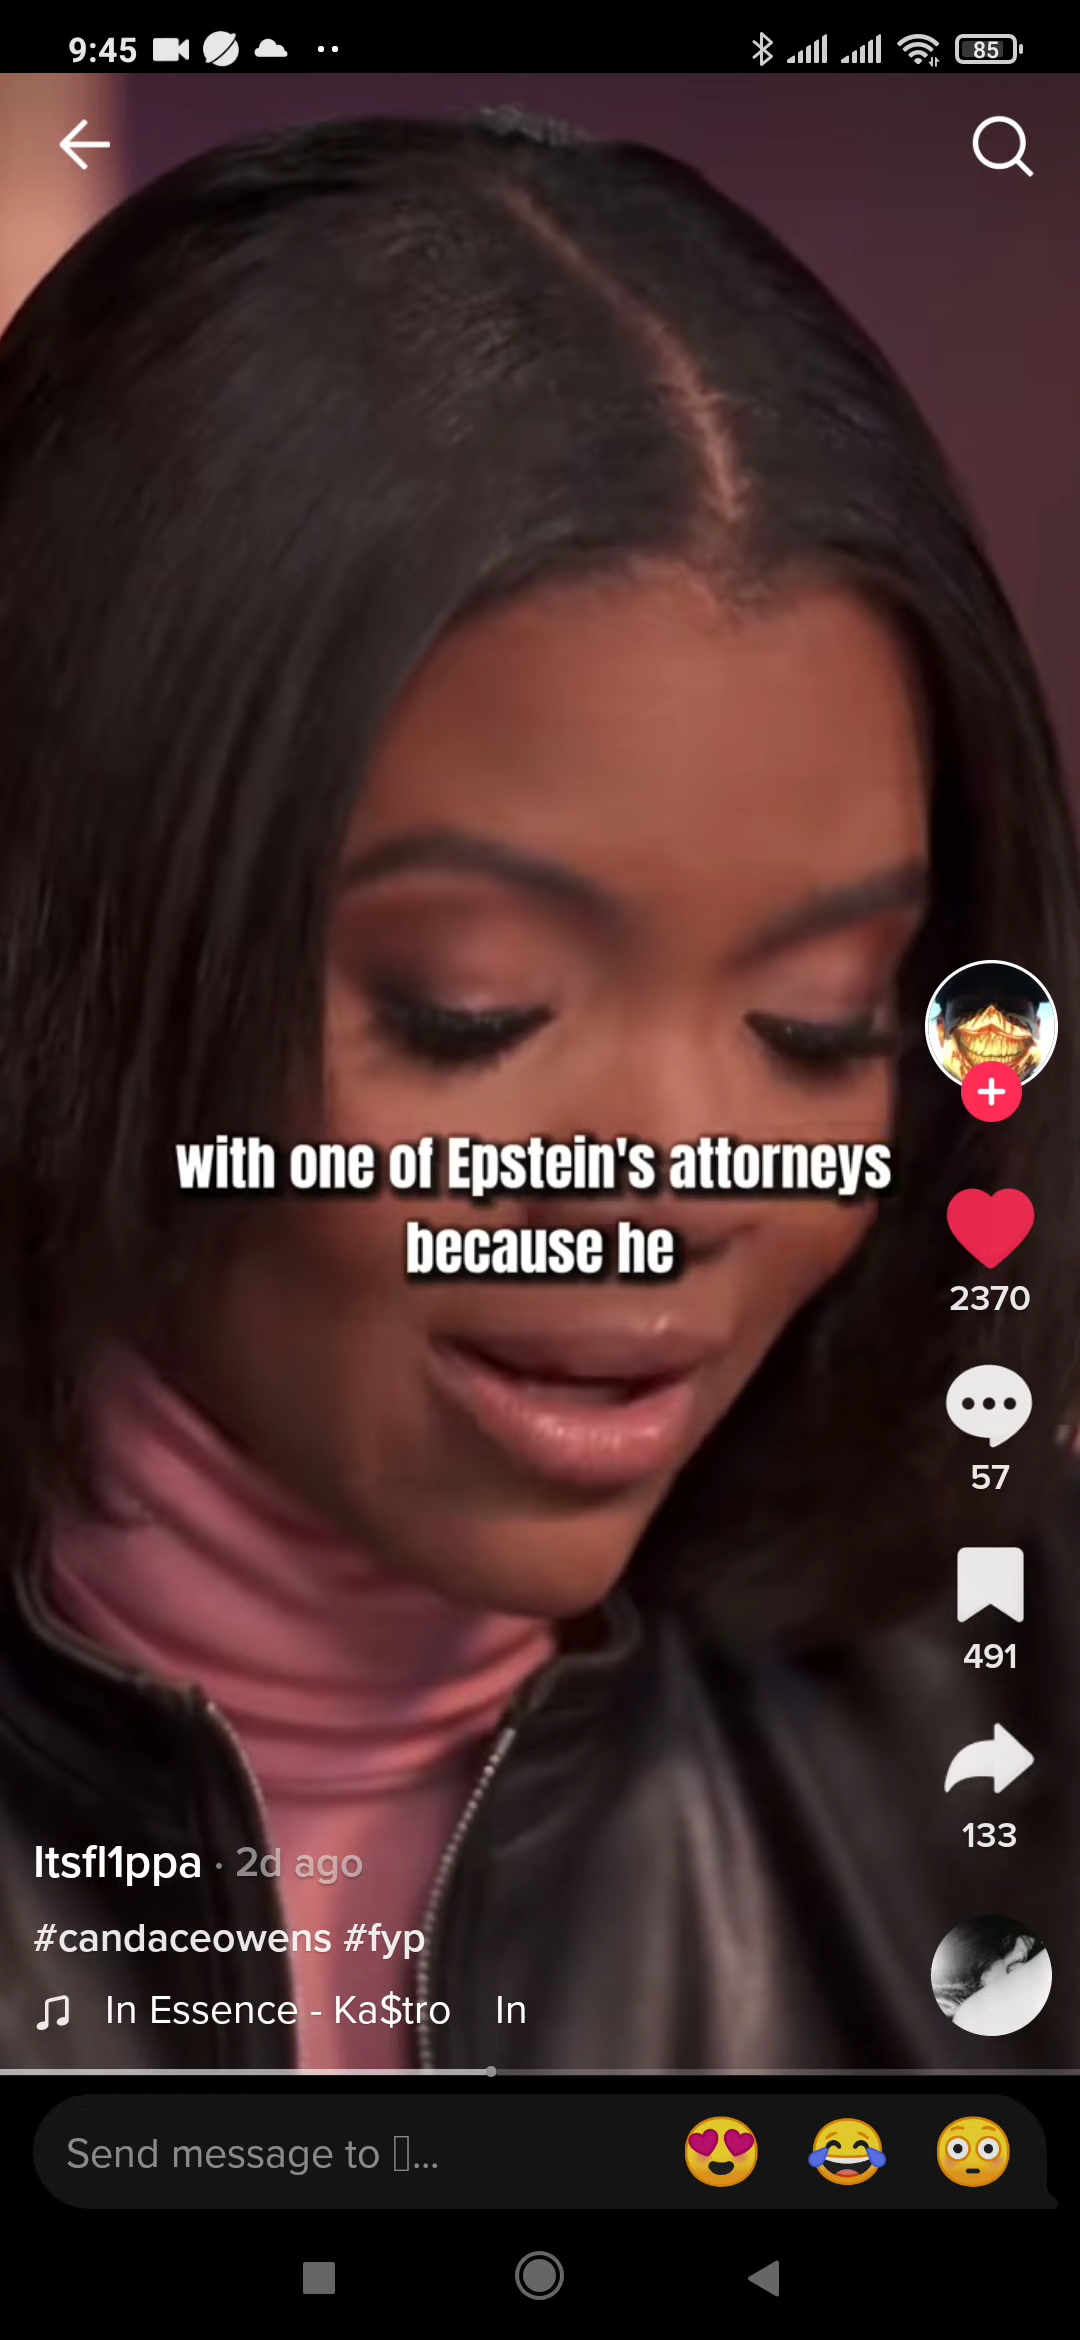 9:45
85
with one of Epstein's attorneys
because he
2370
57
491
133
Itsfl1ppa · 2d ago
#candaceowens #fyp
In Essence - Ka$tro In
Send message to ▯...